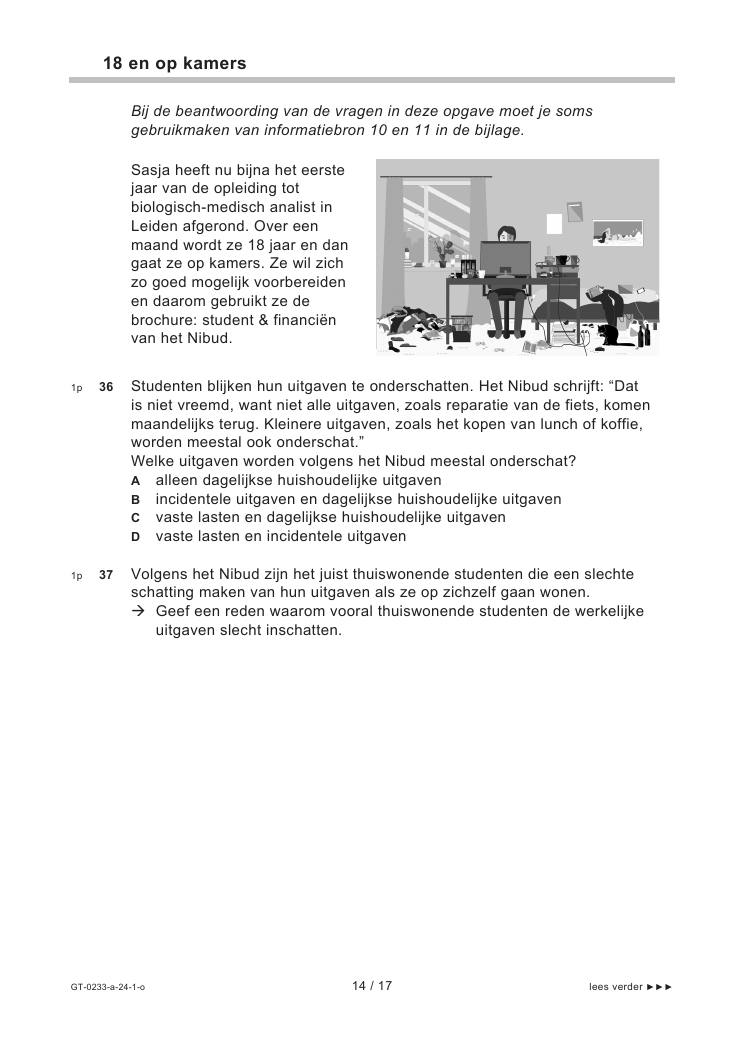 18 en op kamers
Bij de beantwoording van de vragen in deze opgave moet je soms
gebruikmaken van informatiebron 10 en 11 in de bijlage.
Sasja heeft nu bijna het eerste
jaar van de opleiding tot
biologisch-medisch analist in
Leiden afgerond. Over een
maand wordt ze 18 jaar en dan
gaat ze op kamers. Ze wil zich
zo goed mogelijk voorbereiden
en daarom gebruikt ze de
brochure: student & financiën
van het Nibud.
1p 36 Studenten blijken hun uitgaven te onderschatten. Het Nibud schrijft: “Dat
is niet vreemd, want niet alle uitgaven, zoals reparatie van de fiets, komen
maandelijks terug. Kleinere uitgaven, zoals het kopen van lunch of koffie,
worden meestal ook onderschat.”
Welke uitgaven worden volgens het Nibud meestal onderschat?
A alleen dagelijkse huishoudelijke uitgaven
B incidentele uitgaven en dagelijkse huishoudelijke uitgaven
C vaste lasten en dagelijkse huishoudelijke uitgaven
D vaste lasten en incidentele uitgaven
1p 37 Volgens het Nibud zijn het juist thuiswonende studenten die een slechte
schatting maken van hun uitgaven als ze op zichzelf gaan wonen.
→ Geef een reden waarom vooral thuiswonende studenten de werkelijke
uitgaven slecht inschatten.
GT-0233-a-24-1-o 14 / 17 lees verder ►►►